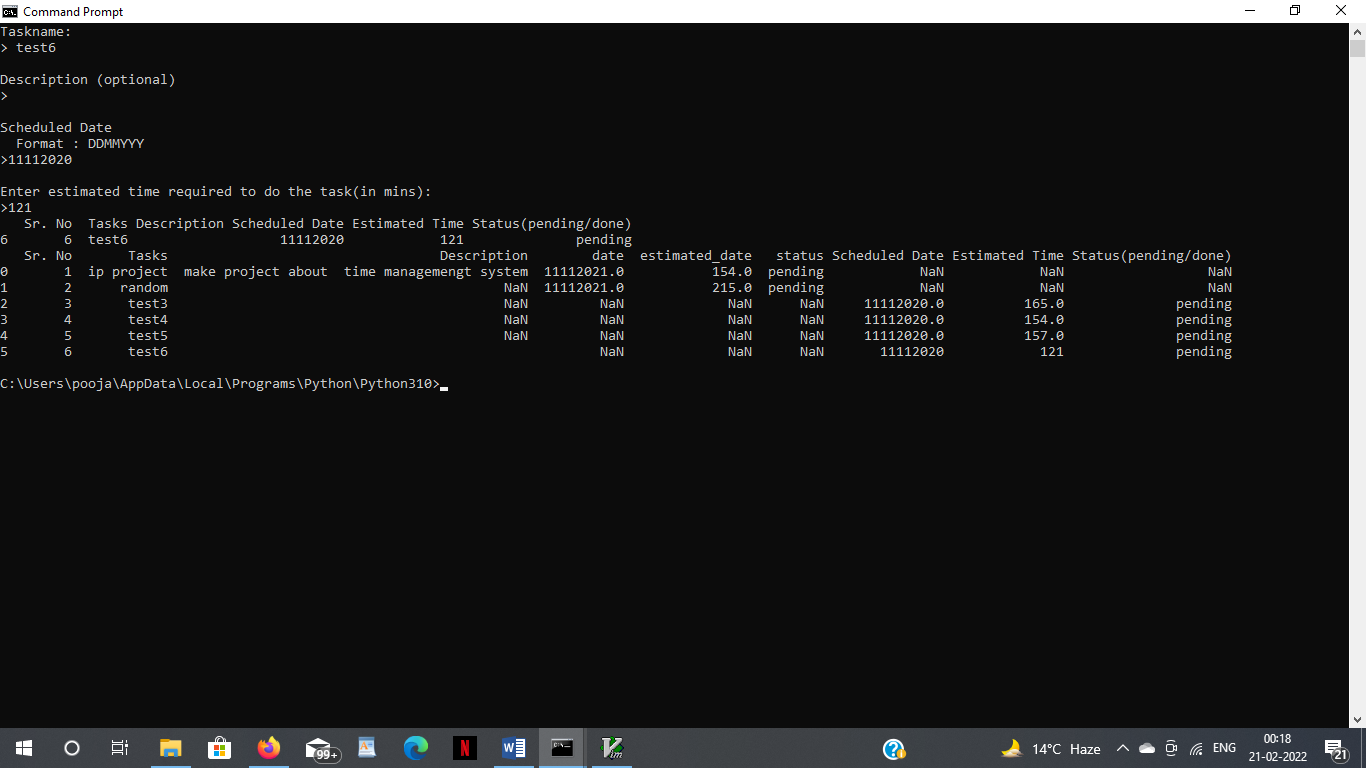 Command Prompt
Taskname:
> test6
Description (optional)
>
Scheduled Date
  Format : DDMMYYY
>11112020
Enter estimated time required to do the task(in mins):
>121
   Sr. No  Tasks Description Scheduled Date Estimated Time Status(pending/done)
6      6  test6                   11112020            121              pending
   Sr. No       Tasks                                  Description        date  estimated_date   status Scheduled Date Estimated Time Status(pending/done)
0       1  ip project  make project about  time managemengt system  11112021.0           154.0  pending            NaN            NaN                  NaN
1       2      random                                          NaN  11112021.0           215.0  pending            NaN            NaN                  NaN
2       3       test3                                          NaN         NaN             NaN      NaN     11112020.0          165.0              pending
3       4       test4                                          NaN         NaN             NaN      NaN     11112020.0          154.0              pending
4       5       test5                                          NaN         NaN             NaN      NaN     11112020.0          157.0              pending
5       6       test6                                                      NaN             NaN      NaN       11112020            121              pending
C:\Users\pooja\AppData\Local\Programs\Python\Python310>
99+
14°C Haze
ENG
00:18
21-02-2022
21